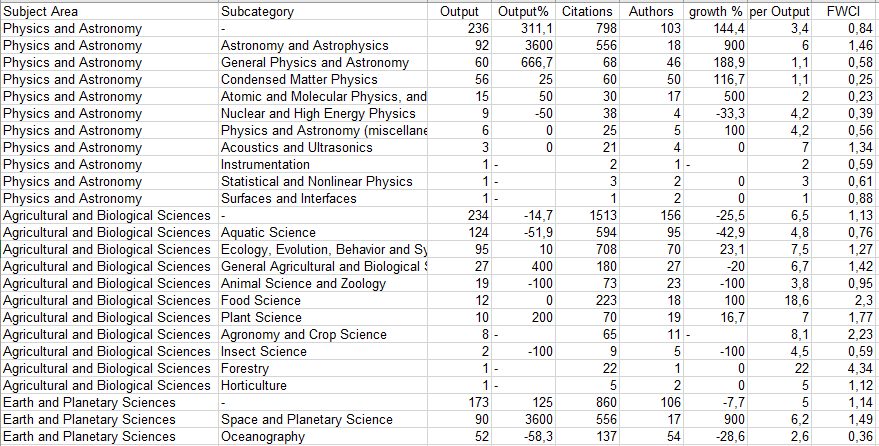 Subject Area Subcategory Output Output% Citations Authors growth % per Output FWCI
Physics and Astronomy - 236 311,1 798 103 144,4 3,4 0,84
Physics and Astronomy Astronomy and Astrophysics 92 3600 556 18 900 6 1,46
Physics and Astronomy General Physics and Astronomy 60 666,7 68 46 188,9 1,1 0,58
Physics and Astronomy Condensed Matter Physics 56 25 60 50 116,7 1,1 0,25
Physics and Astronomy Atomic and Molecular Physics, and 15 50 30 17 500 2 0,23
Physics and Astronomy Nuclear and High Energy Physics 9 -50 38 4 -33,3 4,2 0,39
Physics and Astronomy Physics and Astronomy (miscellane 6 0 25 5 100 4,2 0,56
Physics and Astronomy Acoustics and Ultrasonics 3 0 21 4 0 7 1,34
Physics and Astronomy Instrumentation 1 - 2 1 - 2 0,59
Physics and Astronomy Statistical and Nonlinear Physics 1 - 3 2 0 3 0,61
Physics and Astronomy Surfaces and Interfaces 1 - 1 2 0 1 0,88
Agricultural and Biological Sciences - 234 -14,7 1513 156 -25,5 6,5 1,13
Agricultural and Biological Sciences Aquatic Science 124 -51,9 594 95 -42,9 4,8 0,76
Agricultural and Biological Sciences Ecology, Evolution, Behavior and Sy 95 10 708 70 23,1 7,5 1,27
Agricultural and Biological Sciences General Agricultural and Biological S 27 400 180 27 -20 6,7 1,42
Agricultural and Biological Sciences Animal Science and Zoology 19 -100 73 23 -100 3,8 0,95
Agricultural and Biological Sciences Food Science 12 0 223 18 100 18,6 2,3
Agricultural and Biological Sciences Plant Science 10 200 70 19 16,7 7 1,77
Agricultural and Biological Sciences Agronomy and Crop Science 8 - 65 11 - 8,1 2,23
Agricultural and Biological Sciences Insect Science 2 -100 9 5 -100 4,5 0,59
Agricultural and Biological Sciences Forestry 1 - 22 1 0 22 4,34
Agricultural and Biological Sciences Horticulture 1 - 5 2 0 5 1,12
Earth and Planetary Sciences - 173 125 860 106 -7,7 5 1,14
Earth and Planetary Sciences Space and Planetary Science 90 3600 556 17 900 6,2 1,49
Earth and Planetary Sciences Oceanography 52 -58,3 137 54 -28,6 2,6 0,36